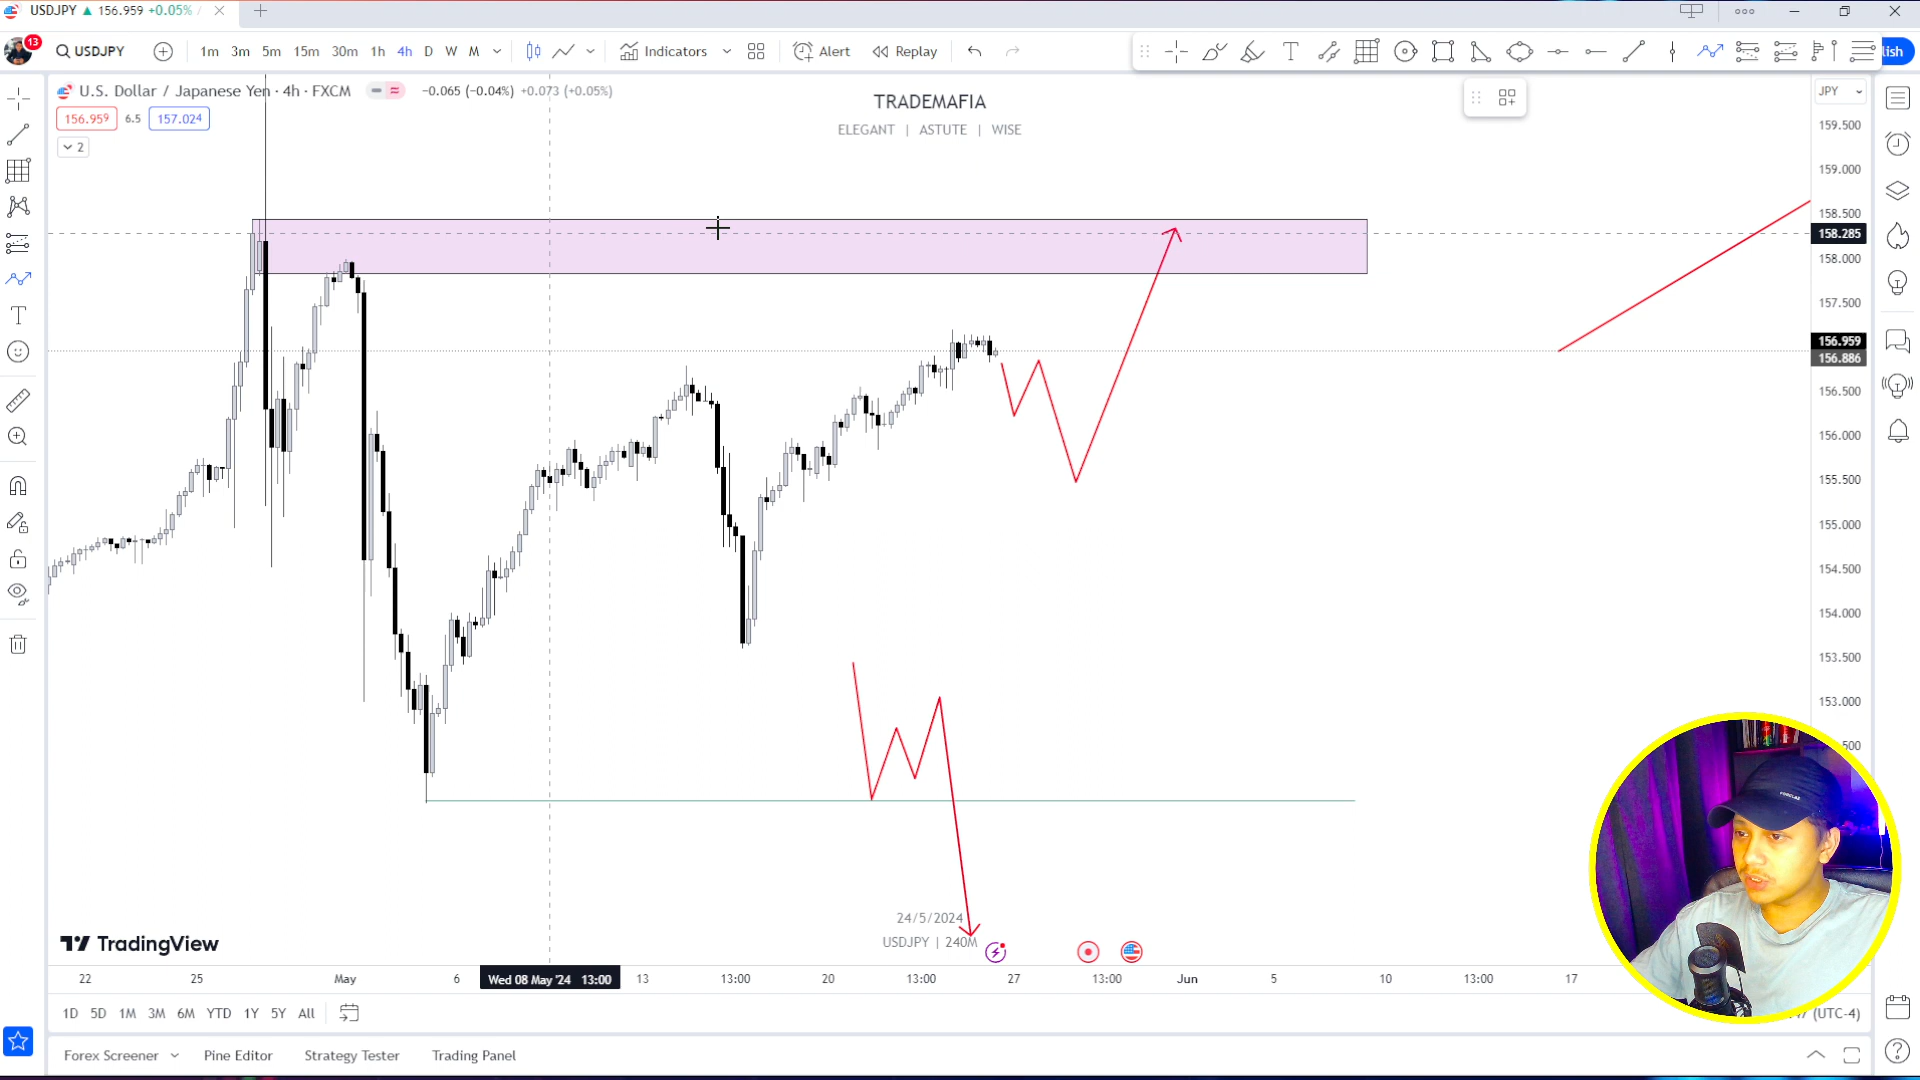 USDJPY ▲ 156.959 +0.05% /
13
USDJPY
1m 3m 5m 15m 30m 1h 4h D W M
Indicators
Alert
Replay
lish
U.S. Dollar / Japanese Yen · 4h · FXCM
−0.065 (−0.04%) +0.073 (+0.05%)
156.959 6.5 157.024
2
TRADEMAFIA
ELEGANT | ASTUTE | WISE
JPY
159.500
159.000
158.500
158.285
158.000
157.500
156.959
156.886
156.500
156.000
155.500
155.000
154.500
154.000
153.500
153.000
500
24/5/2024
USDJPY | 240M
TradingView
22 25 May 6 Wed 08 May '24 13:00 13 13:00 20 13:00 27 13:00 Jun 5 10 13:00 17
1D 5D 1M 3M 6M YTD 1Y 5Y All
(UTC-4)
Forex Screener Pine Editor Strategy Tester Trading Panel